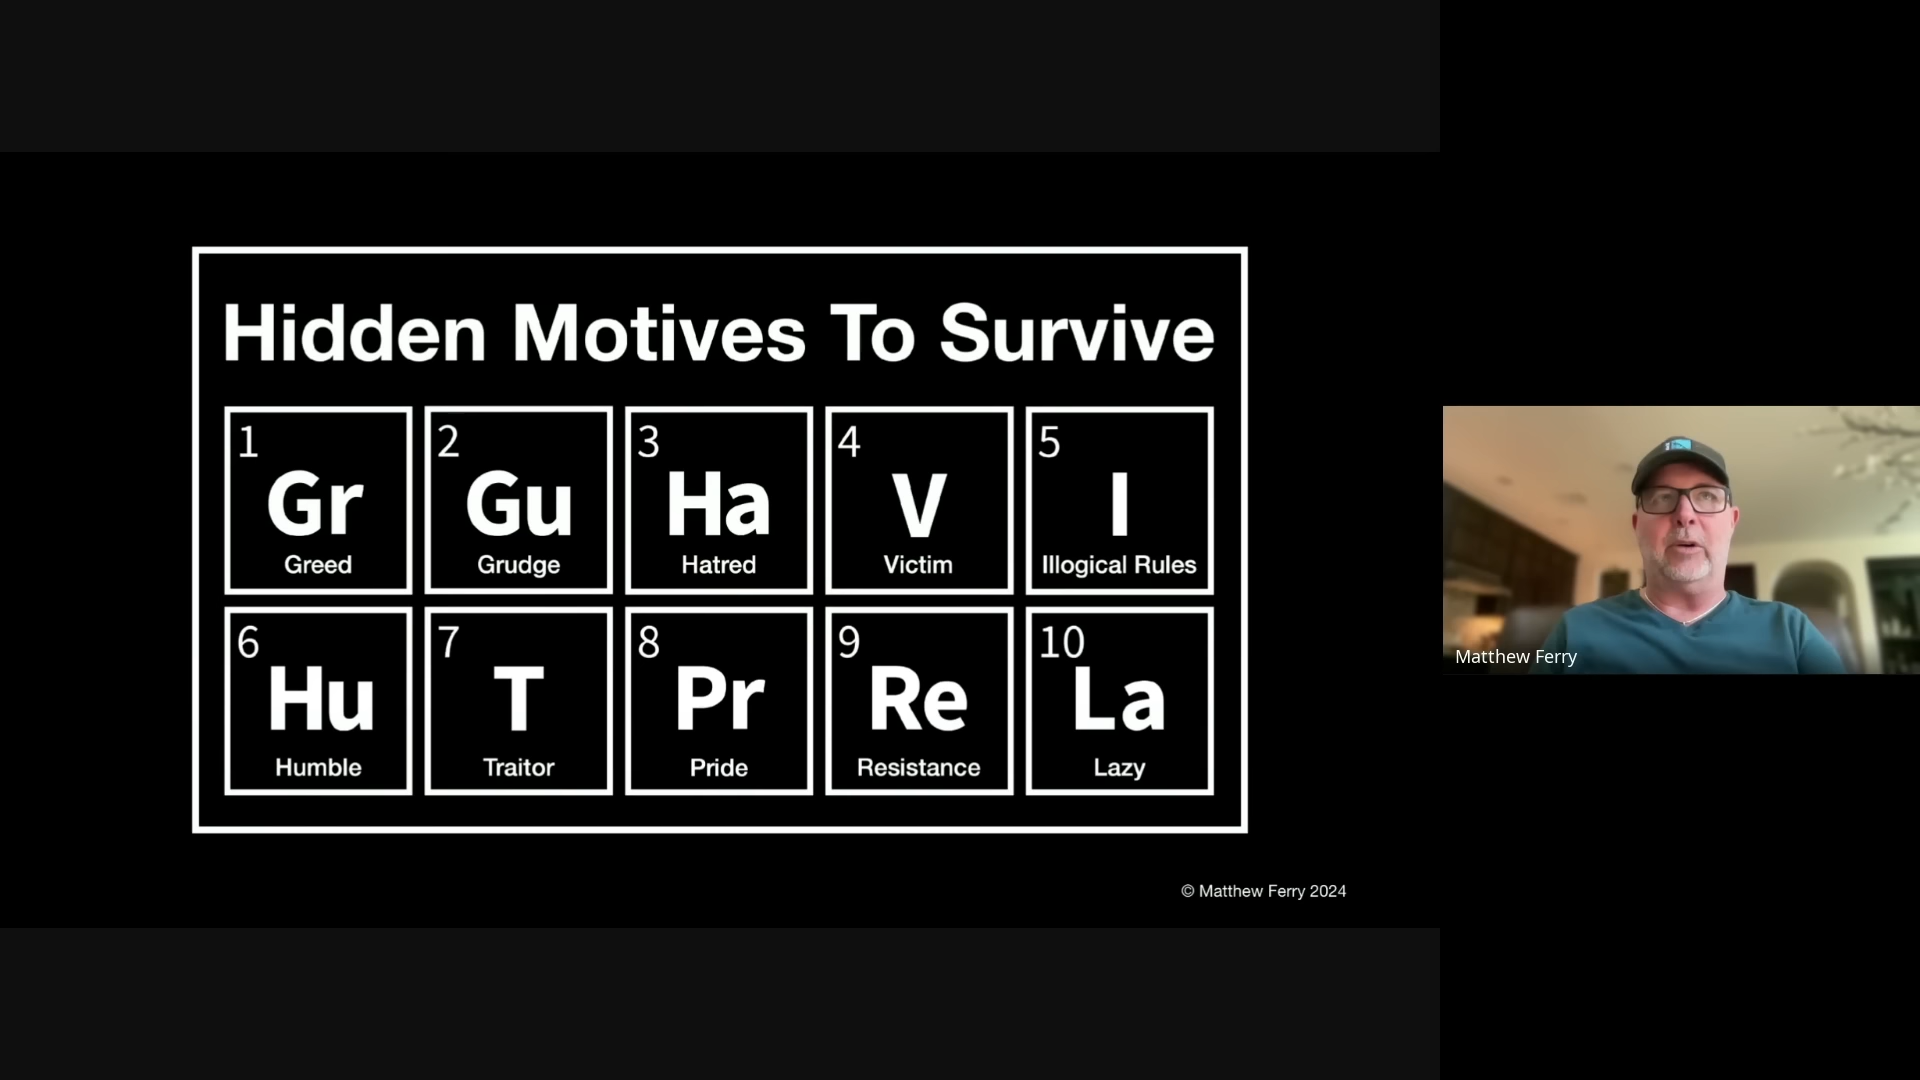 Hidden Motives To Survive
1
Gr
Greed
2
Gu
Grudge
3
Ha
Hatred
4
V
Victim
5
I
Illogical Rules
6
Hu
Humble
7
T
Traitor
8
Pr
Pride
9
Re
Resistance
10
La
Lazy
© Matthew Ferry 2024
Matthew Ferry